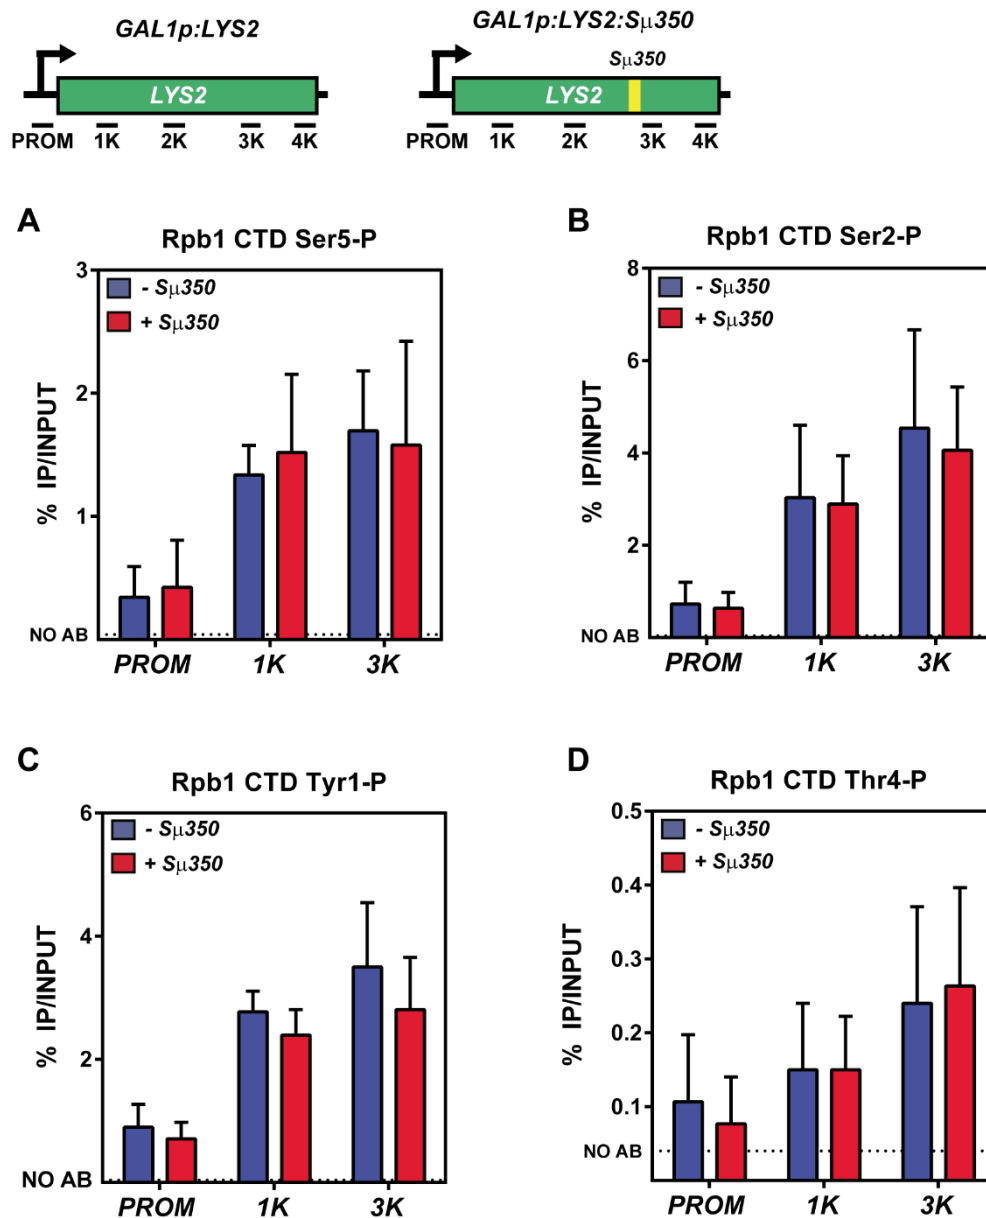 GAL1p:LYS2
GAL1p:LYS2:Sμ350
Sμ350
LYS2
LYS2
PROM 1K 2K 3K 4K
PROM 1K 2K 3K 4K
A
Rpb1 CTD Ser5-P
3
- Sμ350
+ Sμ350
2
% IP/INPUT
1
NO AB
PROM 1K 3K
B
Rpb1 CTD Ser2-P
8
- Sμ350
+ Sμ350
6
% IP/INPUT
4
2
NO AB
PROM 1K 3K
C
Rpb1 CTD Tyr1-P
6
- Sμ350
+ Sμ350
4
% IP/INPUT
2
NO AB
PROM 1K 3K
D
Rpb1 CTD Thr4-P
0.5
- Sμ350
+ Sμ350
0.4
0.3
% IP/INPUT
0.2
0.1
NO AB
PROM 1K 3K